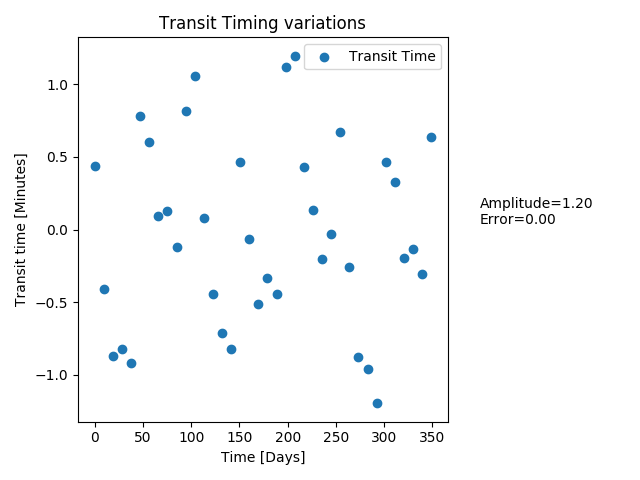 Transit Timing variations
Transit Time
Transit time [Minutes]
1.0
0.5
0.0
−0.5
−1.0
0 50 100 150 200 250 300 350
Time [Days]
Amplitude=1.20
Error=0.00